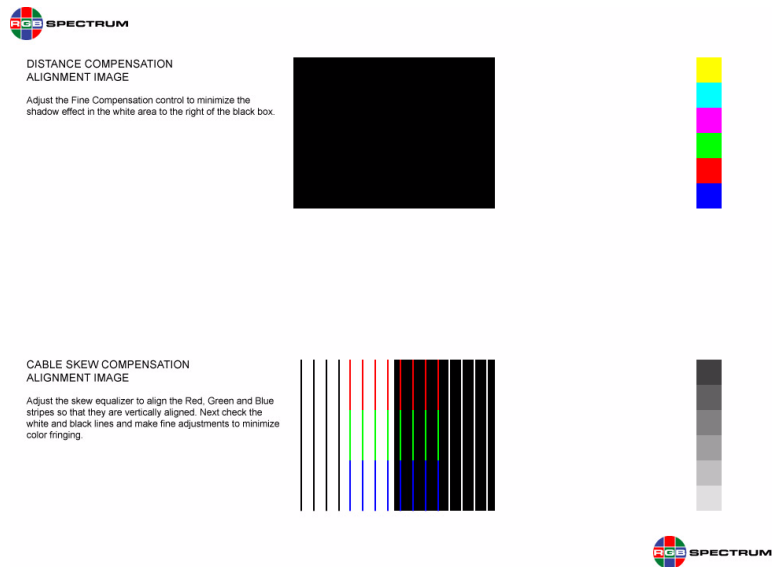 RGB SPECTRUM
DISTANCE COMPENSATION
ALIGNMENT IMAGE
Adjust the Fine Compensation control to minimize the
shadow effect in the white area to the right of the black box.
CABLE SKEW COMPENSATION
ALIGNMENT IMAGE
Adjust the skew equalizer to align the Red, Green and Blue
stripes so that they are vertically aligned. Next check the
white and black lines and make fine adjustments to minimize
color fringing.
RGB SPECTRUM